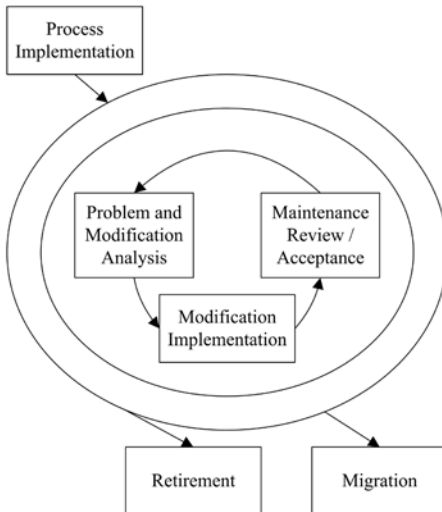 Process
Implementation
Problem and
Modification
Analysis
Maintenance
Review /
Acceptance
Modification
Implementation
Retirement
Migration